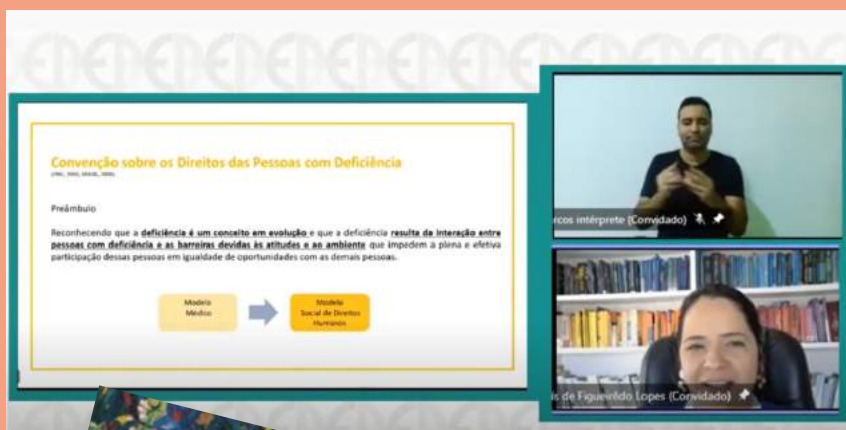 Convenção sobre os Direitos das Pessoas com Deficiência
Preâmbulo
Reconhecendo que a deficiência é um conceito em evolução e que a deficiência resulta da interação entre
pessoas com deficiência e as barreiras devidas às atitudes e ao ambiente que impedem a plena e efetiva
participação dessas pessoas em igualdade de oportunidades com as demais pessoas.
Modelo
Médico
Modelo
Social de Direitos
Humanos
rcos intérprete (Convidado)
is de Figueirêdo Lopes (Convidado)